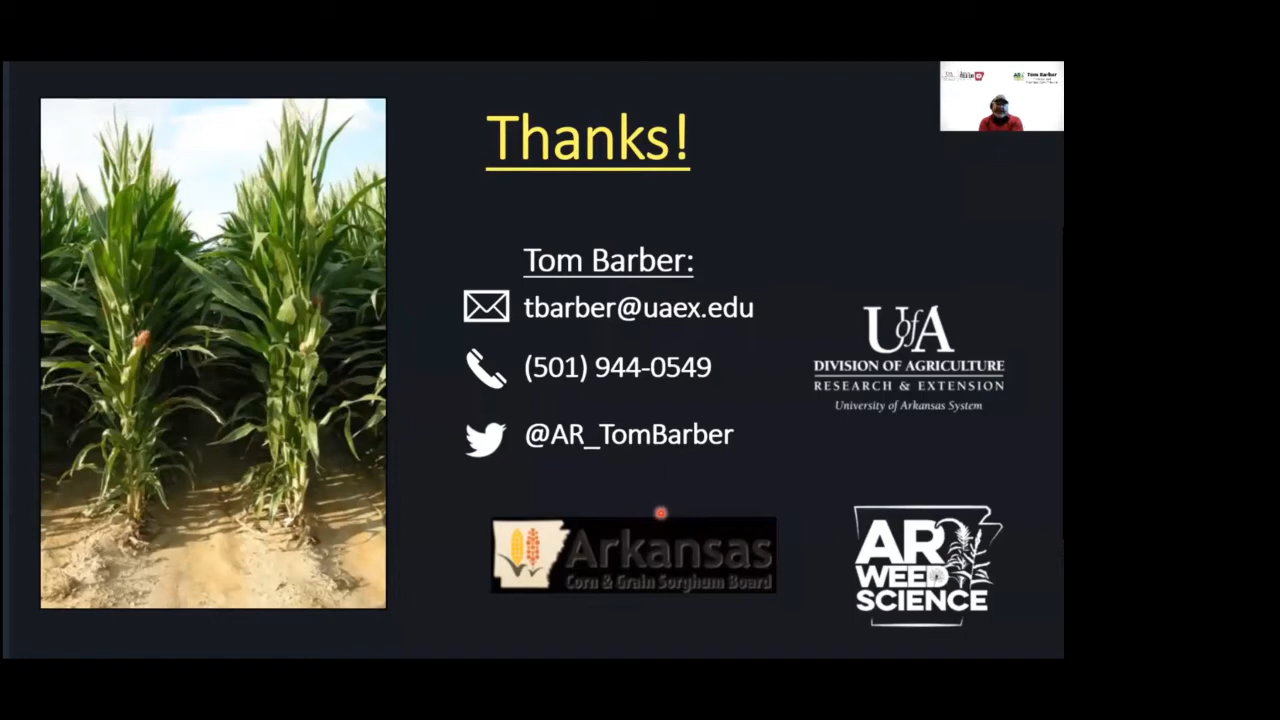 Thanks!
Tom Barber:
tbarber@uaex.edu
(501) 944-0549
@AR_TomBarber
UofA
DIVISION OF AGRICULTURE
RESEARCH & EXTENSION
University of Arkansas System
Arkansas
Corn & Grain Sorghum Board
AR
WEED
SCIENCE
Tom Barber